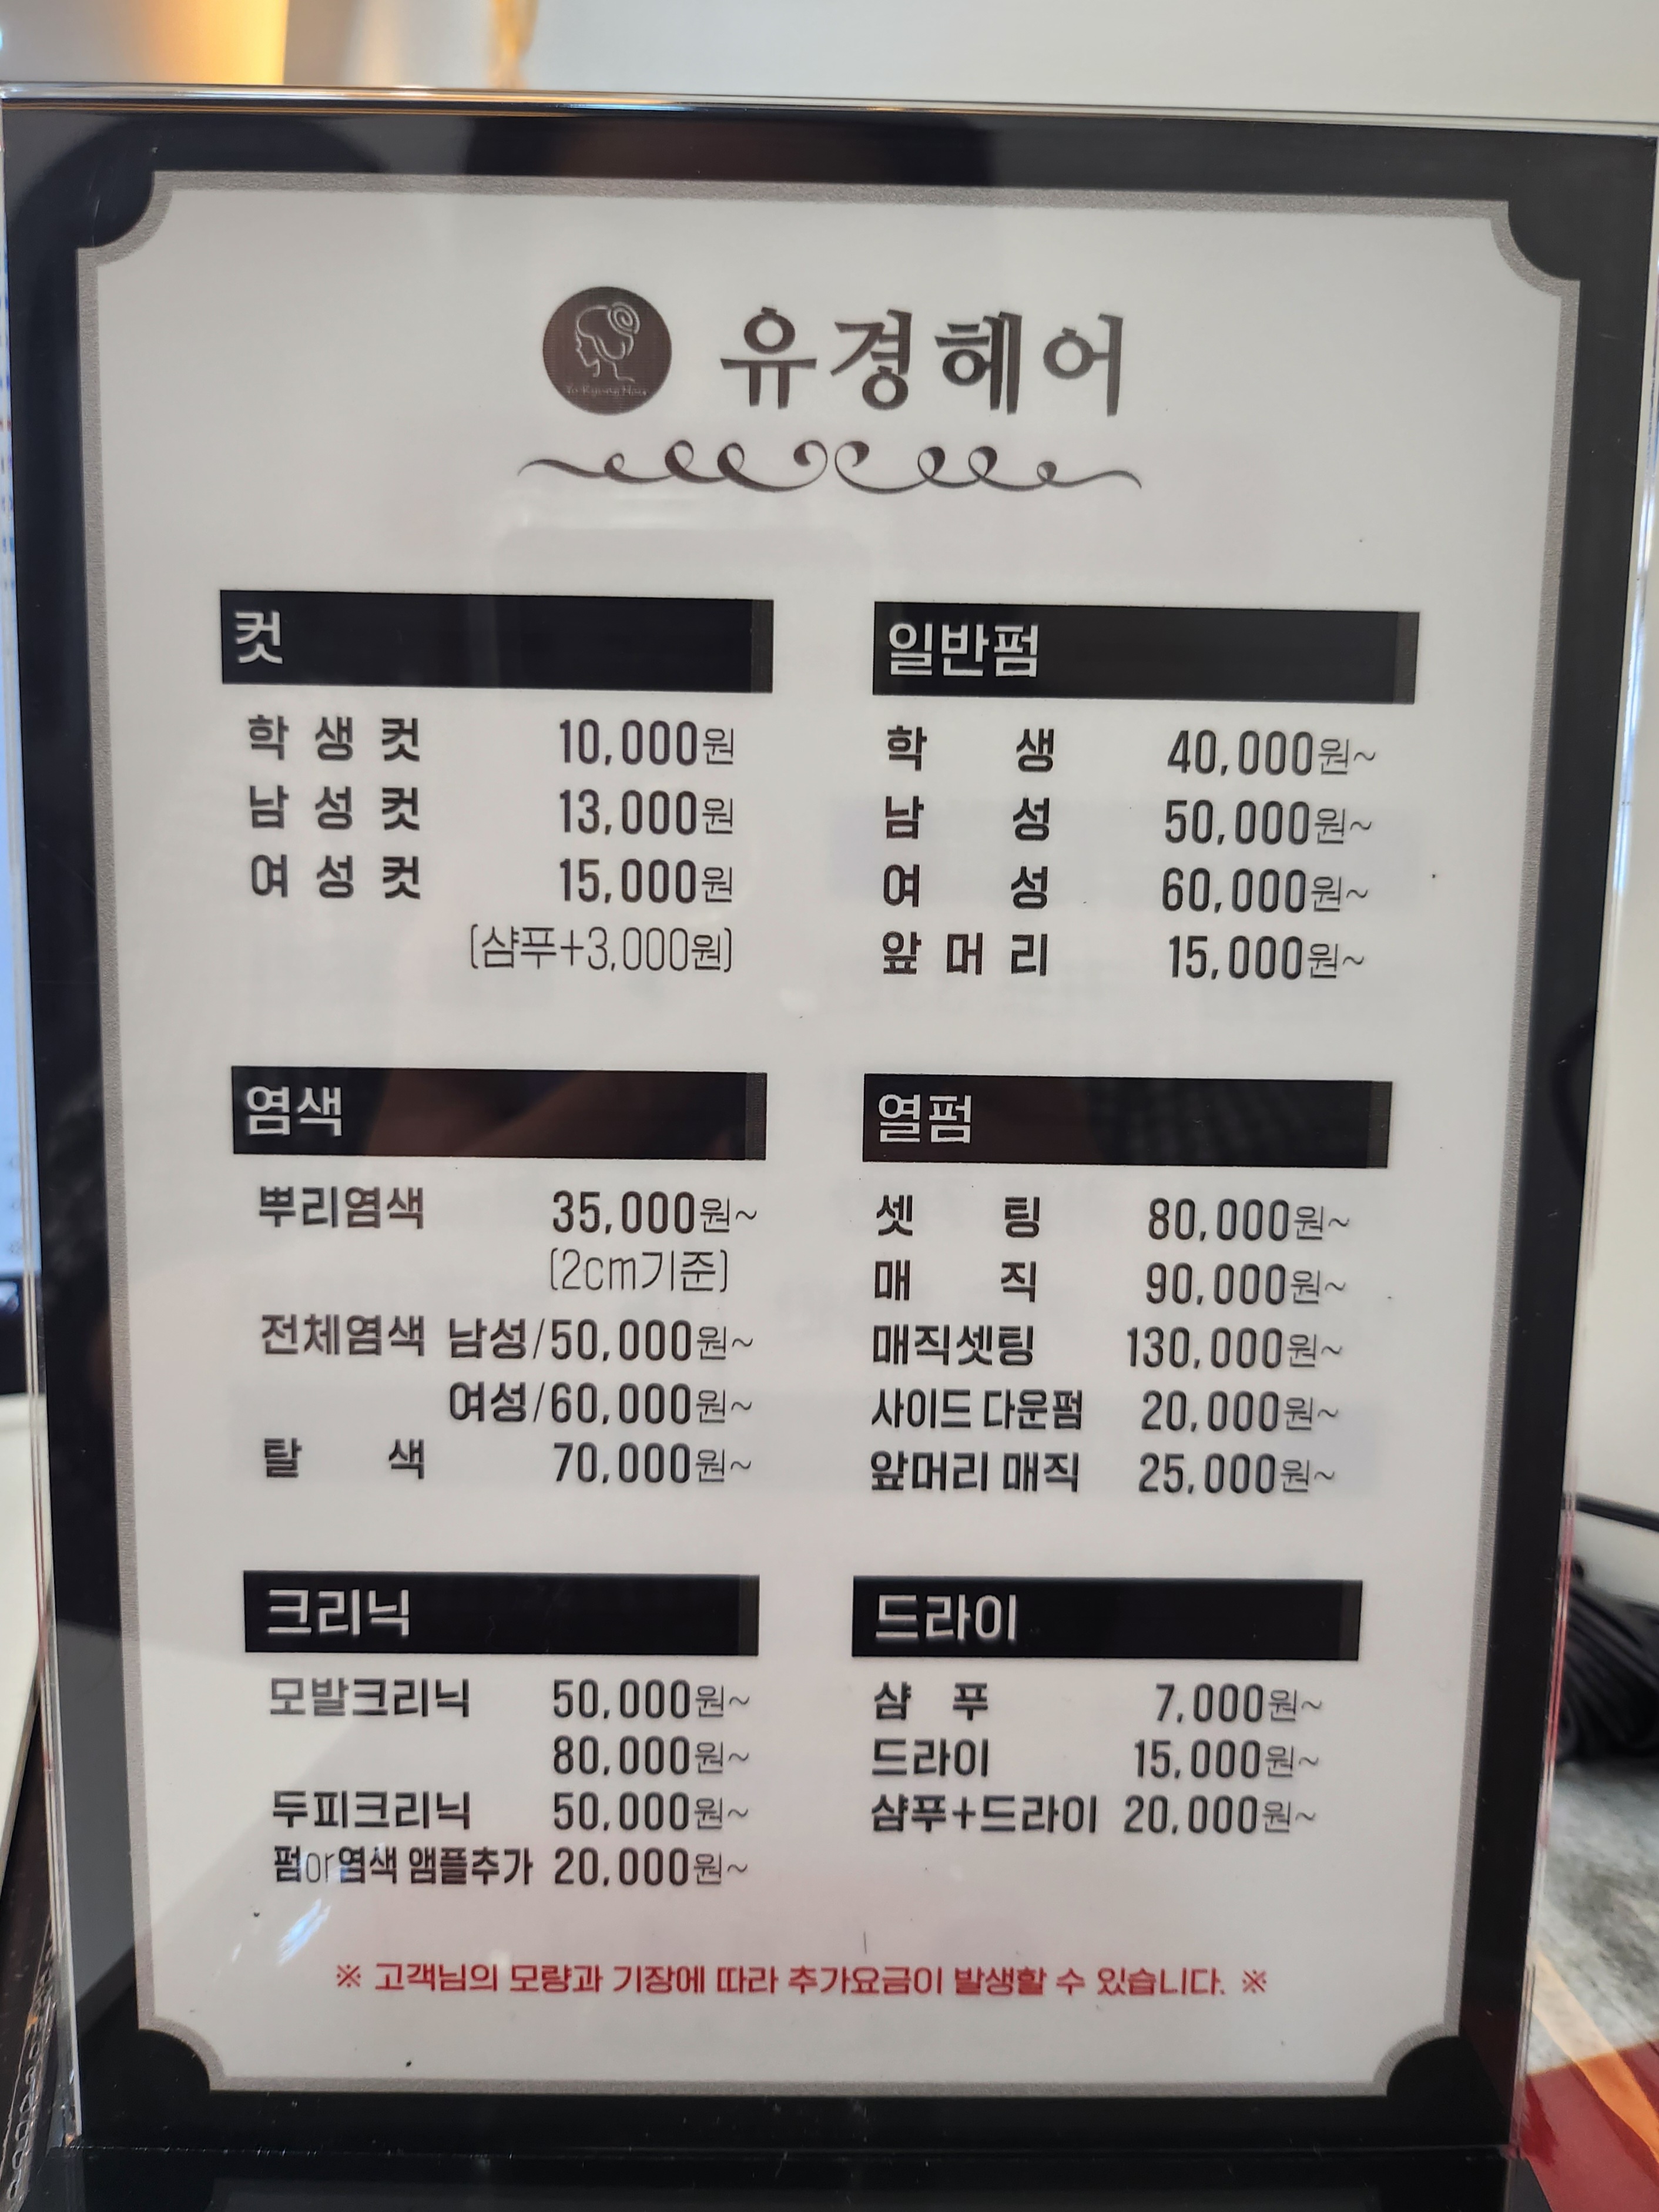 유경헤어
컷
학생컷 10,000원
남성컷 13,000원
여성컷 15,000원
(샴푸+3,000원)
일반펌
학생 40,000원~
남성 50,000원~
여성 60,000원~
앞머리 15,000원~
염색
뿌리염색 35,000원~
(2cm기준)
전체염색 남성/50,000원~
여성/60,000원~
탈색 70,000원~
열펌
셋팅 80,000원~
매직 90,000원~
매직셋팅 130,000원~
사이드 다운펌 20,000원~
앞머리 매직 25,000원~
크리닉
모발크리닉 50,000원~
80,000원~
두피크리닉 50,000원~
펌or염색 앰플추가 20,000원~
드라이
샴푸 7,000원~
드라이 15,000원~
샴푸+드라이 20,000원~
※ 고객님의 모량과 기장에 따라 추가요금이 발생할 수 있습니다. ※